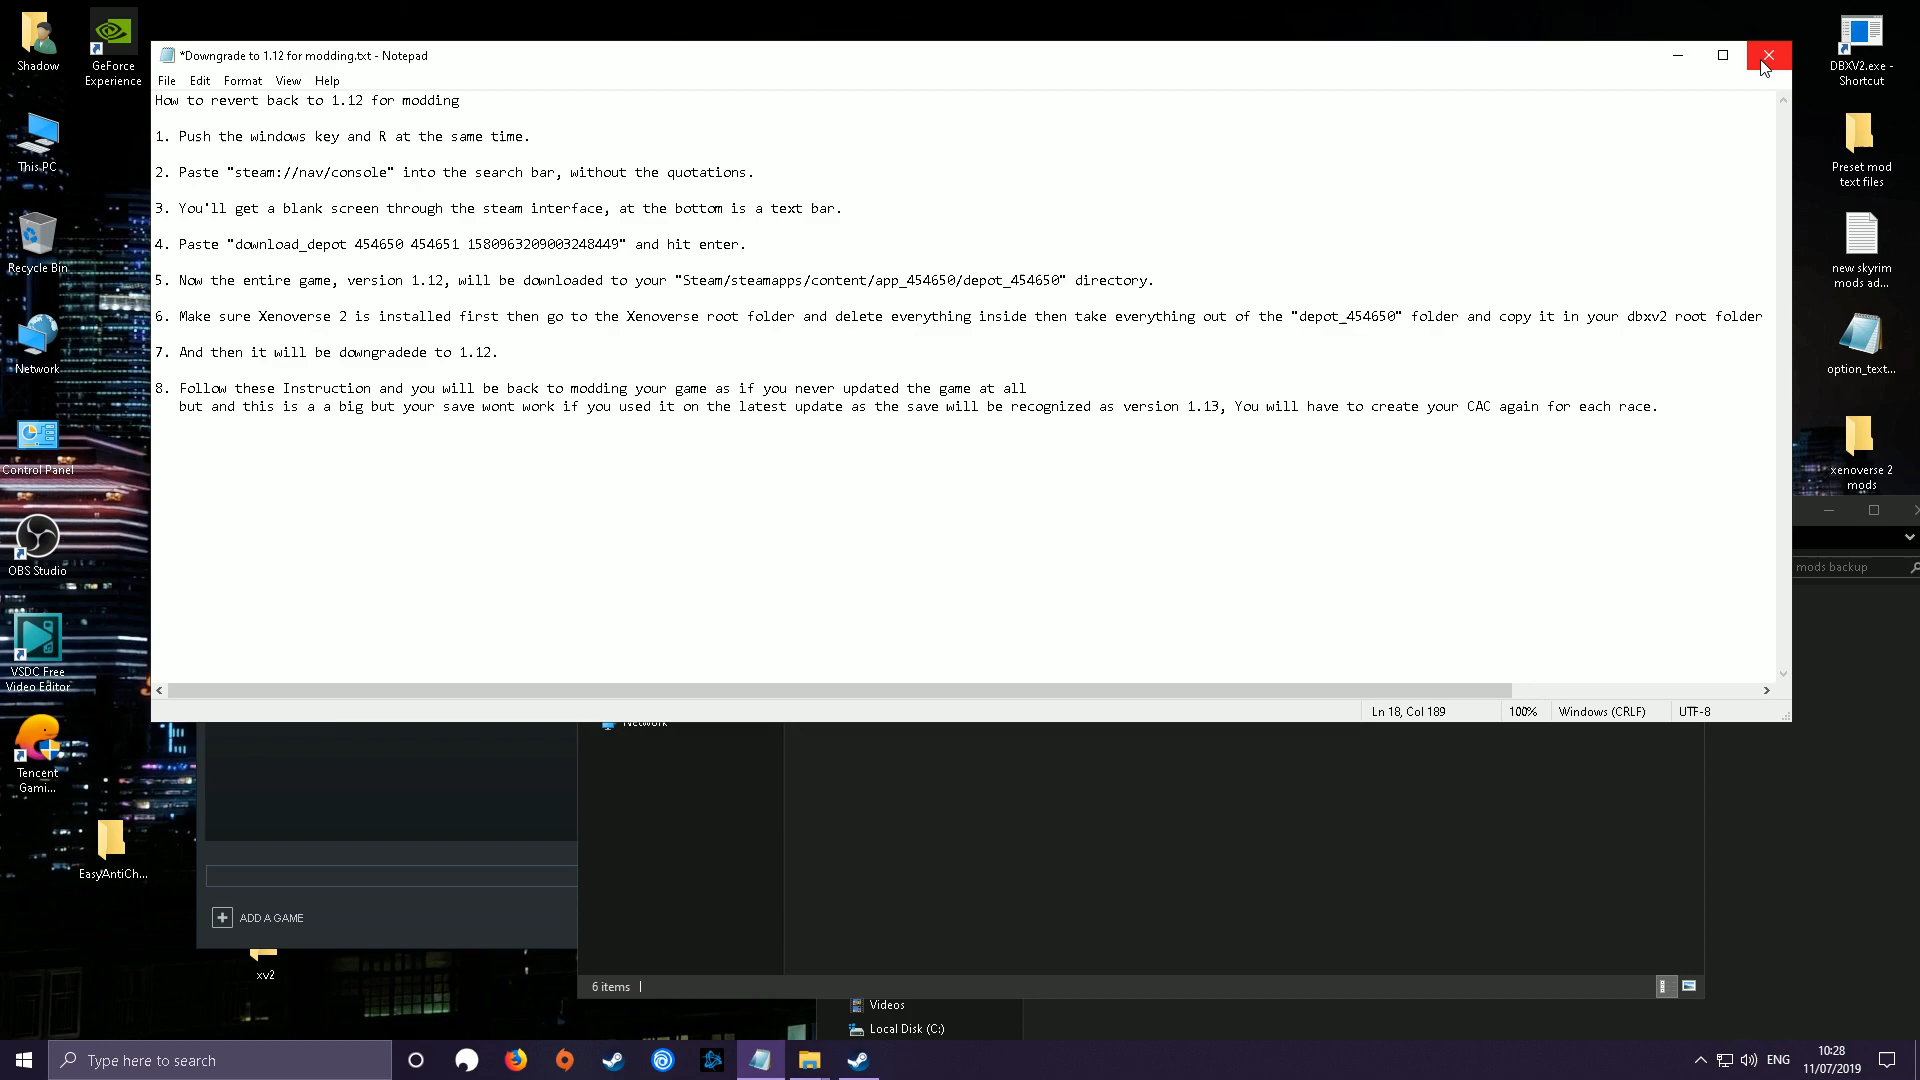 Shadow
GeForce
Experience
This PC
Recycle Bin
Network
Control Panel
OBS Studio
VSDC Free
Video Editor
Tencent
Gami...
EasyAntiCh...
xv2
*Downgrade to 1.12 for modding.txt - Notepad
File Edit Format View Help
How to revert back to 1.12 for modding
1. Push the windows key and R at the same time.
2. Paste "steam://nav/console" into the search bar, without the quotations.
3. You'll get a blank screen through the steam interface, at the bottom is a text bar.
4. Paste "download_depot 454650 454651 1580963209003248449" and hit enter.
5. Now the entire game, version 1.12, will be downloaded to your "Steam/steamapps/content/app_454650/depot_454650" directory.
6. Make sure Xenoverse 2 is installed first then go to the Xenoverse root folder and delete everything inside then take everything out of the "depot_454650" folder and copy it in your dbxv2 root folder
7. And then it will be downgradede to 1.12.
8. Follow these Instruction and you will be back to modding your game as if you never updated the game at all
but and this is a a big but your save wont work if you used it on the latest update as the save will be recognized as version 1.13, You will have to create your CAC again for each race.
Ln 18, Col 189 100% Windows (CRLF) UTF-8
DBXV2.exe -
Shortcut
Preset mod
text files
new skyrim
mods ad...
option_text...
xenoverse 2
mods
mods backup
Network
ADD A GAME
6 items
Videos
Local Disk (C:)
Type here to search
ENG
10:28
11/07/2019